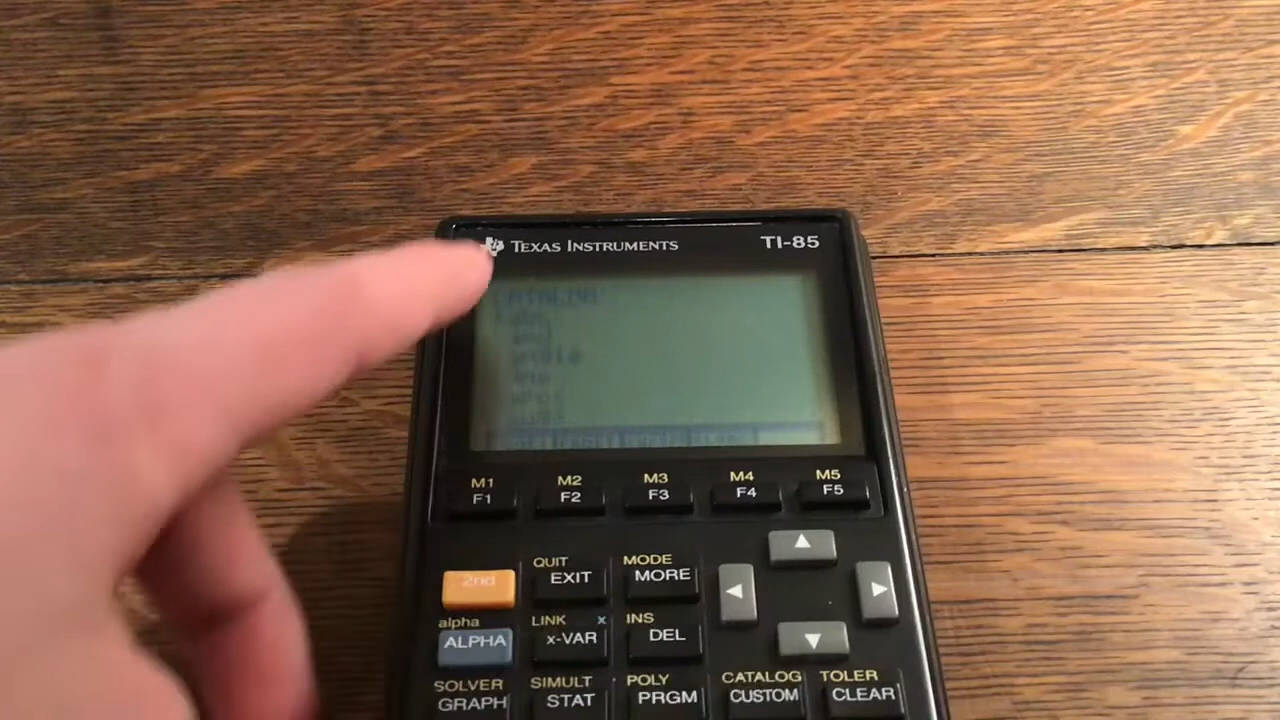 TEXAS INSTRUMENTS TI-85
CATALOG
M1 M2 M3 M4 M5
F1 F2 F3 F4 F5
QUIT MODE
2nd EXIT MORE
alpha LINK x INS
ALPHA x-VAR DEL
SOLVER SIMULT POLY CATALOG TOLER
GRAPH STAT PRGM CUSTOM CLEAR